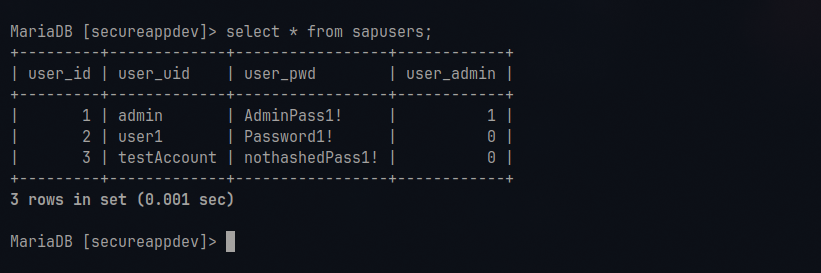 MariaDB [secureappdev]> select * from sapusers;
+---------+-------------+-----------------+------------+
| user_id | user_uid    | user_pwd        | user_admin |
+---------+-------------+-----------------+------------+
|       1 | admin       | AdminPass1!     |          1 |
|       2 | user1       | Password1!      |          0 |
|       3 | testAccount | nothashedPass1! |          0 |
+---------+-------------+-----------------+------------+
3 rows in set (0.001 sec)
MariaDB [secureappdev]>